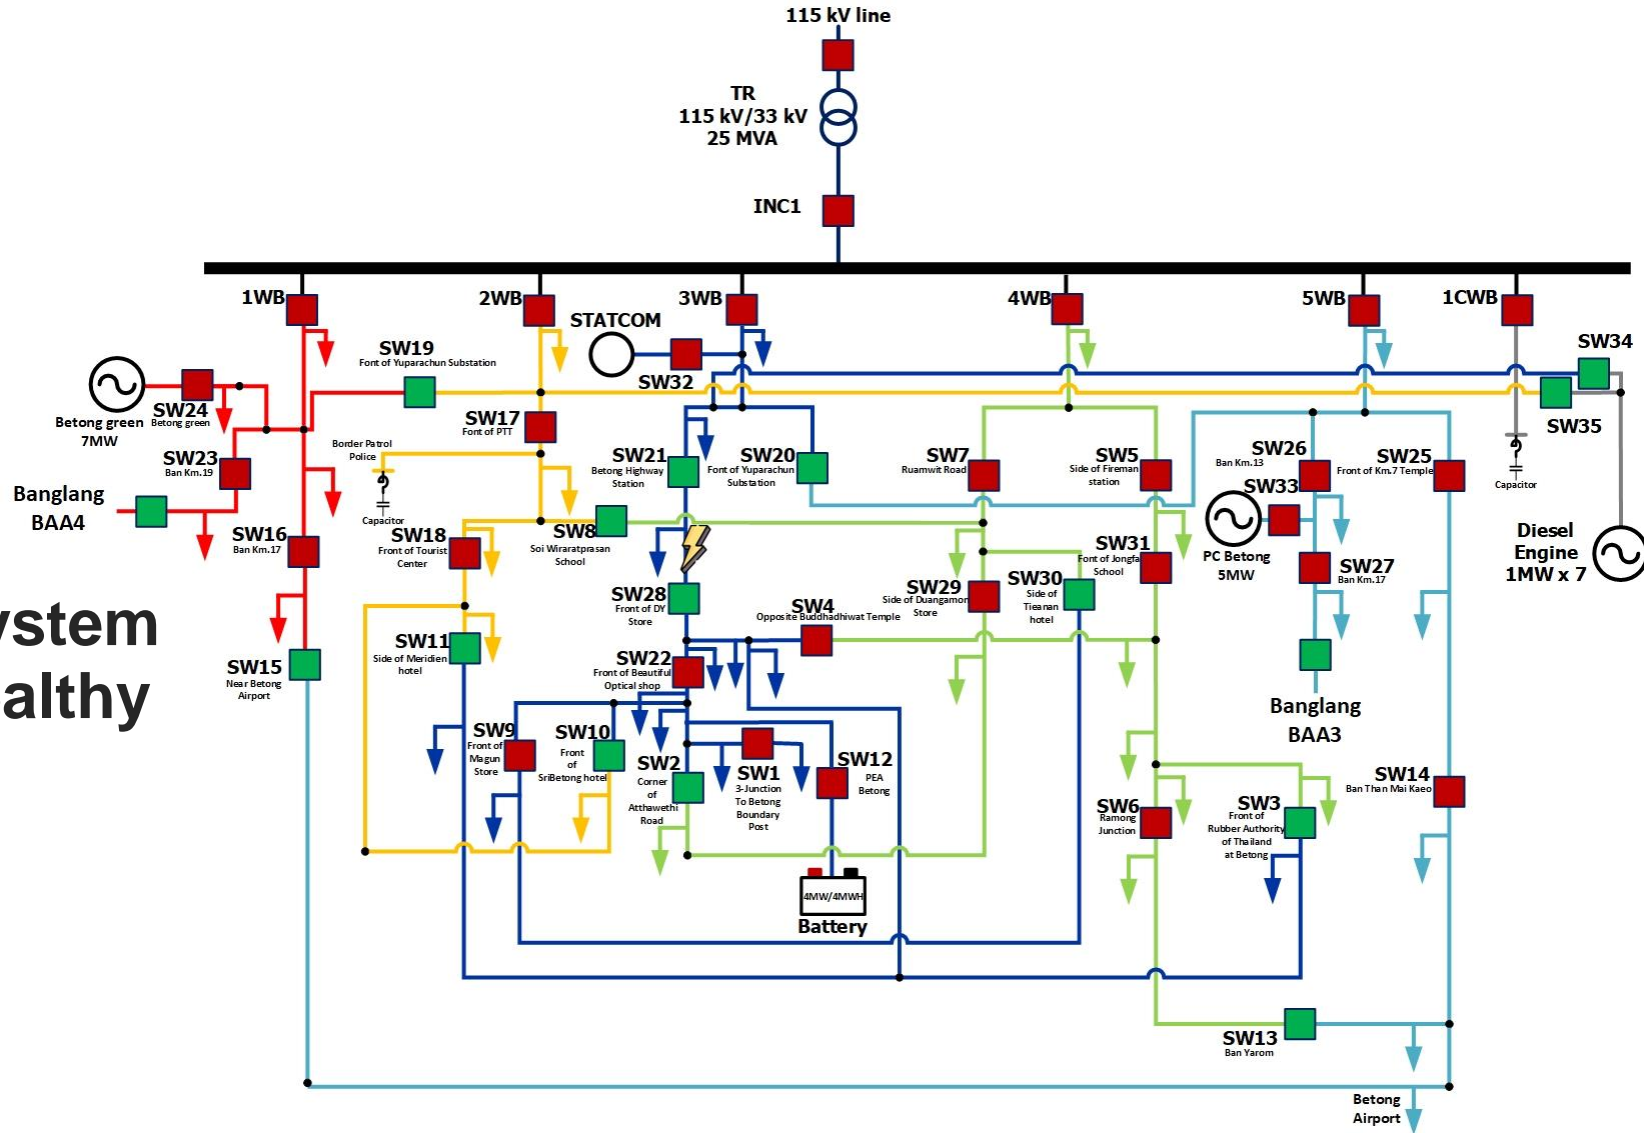 115 kV line
TR
115 kV/33 kV
25 MVA
INC1
1WB
2WB
3WB
4WB
5WB
1CWB
STATCOM
SW32
SW34
SW35
SW19
Font of Yuparachun Substation
SW24
Betong green
Betong green
7MW
SW17
Font of PTT
Border Patrol
Police
Capacitor
SW23
Ban Km.19
Banglang
BAA4
SW21
Betong Highway
Station
SW20
Font of Yuparachun
Substation
SW7
Ruamwit Road
SW5
Side of Fireman
station
SW26
Ban Km.13
SW25
Front of Km.7 Temple
SW33
PC Betong
5MW
Capacitor
Diesel
Engine
1MW x 7
SW16
Ban Km.17
SW18
Front of Tourist
Center
SW8
Soi Wiraratprasan
School
SW31
Font of Jongfa
School
SW27
Ban Km.17
SW28
Front of DY
Store
SW29
Side of Duangamon
Store
SW30
Side of
Tieanan
hotel
SW4
Opposite Buddhadhiwat Temple
ystem
althy
SW15
Near Betong
Airport
SW11
Side of Meridien
hotel
SW22
Front of Beautiful
Optical shop
Banglang
BAA3
SW9
Front of
Magun
Store
SW10
Front
of
SriBetong hotel
SW2
Corner
of
Atthawethi
Road
SW1
3-Junction
To Betong
Boundary
Post
SW12
PEA
Betong
SW14
Ban Than Mai Kaeo
SW6
Ramong
Junction
SW3
Front of
Rubber Authority
of Thailand
at Betong
4MW/4MWH
Battery
SW13
Ban Yarom
Betong
Airport